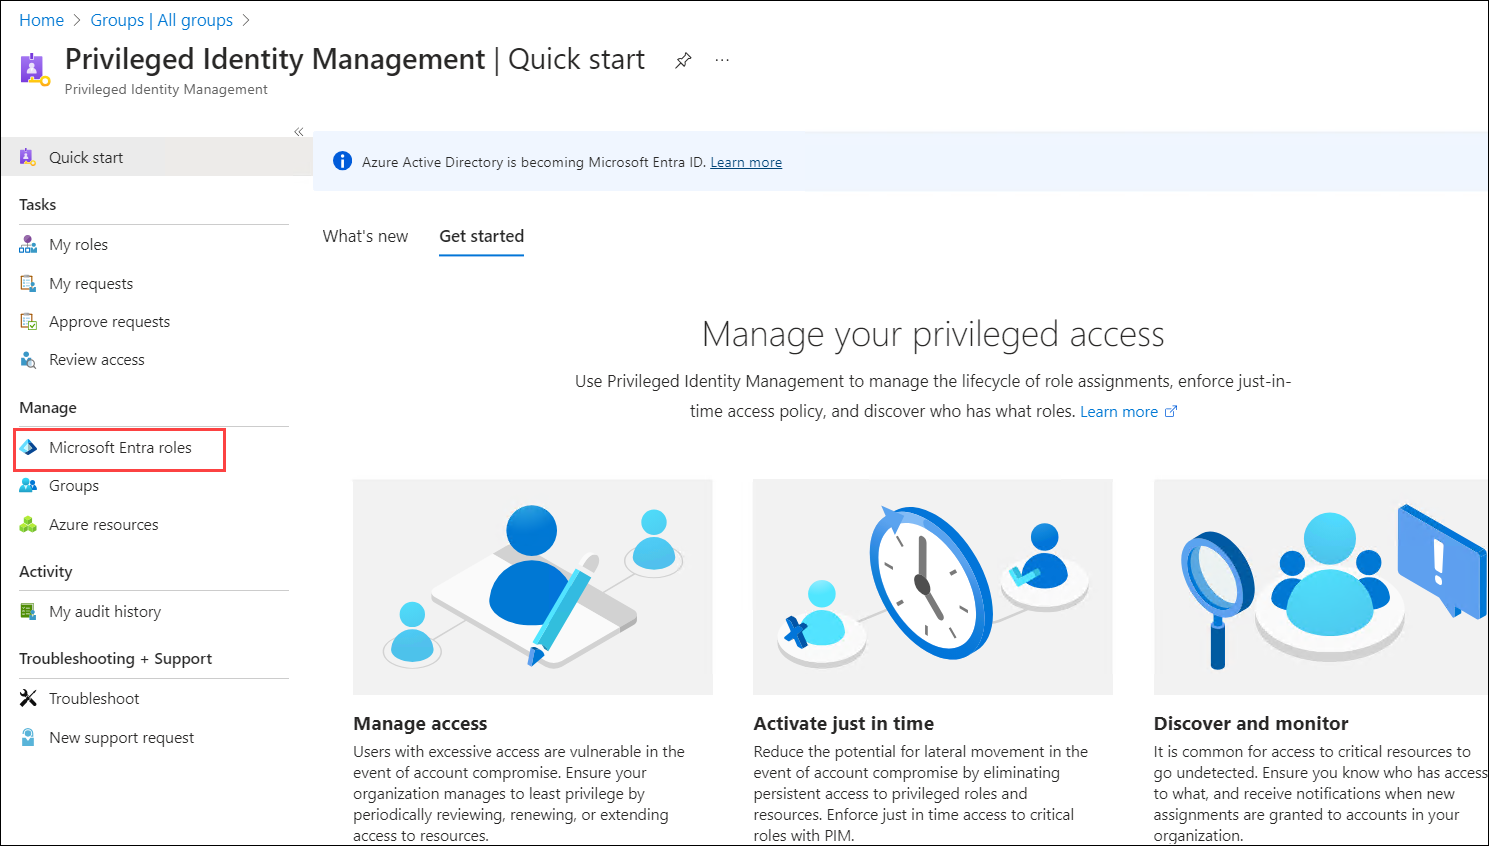 Home > Groups | All groups >
Privileged Identity Management | Quick start
Privileged Identity Management
Quick start
Tasks
My roles
My requests
Approve requests
Review access
Manage
Microsoft Entra roles
Groups
Azure resources
Activity
My audit history
Troubleshooting + Support
Troubleshoot
New support request
Azure Active Directory is becoming Microsoft Entra ID. Learn more
What's new
Get started
Manage your privileged access
Use Privileged Identity Management to manage the lifecycle of role assignments, enforce just-in-
time access policy, and discover who has what roles. Learn more
Manage access
Users with excessive access are vulnerable in the
event of account compromise. Ensure your
organization manages to least privilege by
periodically reviewing, renewing, or extending
access to resources.
Activate just in time
Reduce the potential for lateral movement in the
event of account compromise by eliminating
persistent access to privileged roles and
resources. Enforce just in time access to critical
roles with PIM.
Discover and monitor
It is common for access to critical resources to
go undetected. Ensure you know who has access
to what, and receive notifications when new
assignments are granted to accounts in your
organization.